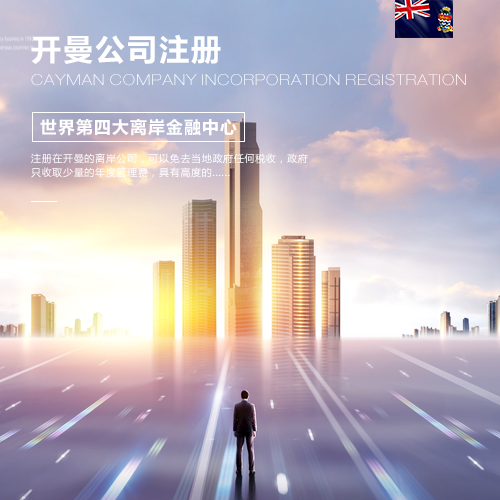 开曼公司注册
CAYMAN COMPANY INCORPORATION REGISTRATION
世界第四大离岸金融中心
注册在开曼的离岸公司，可以免去当地政府任何税收，政府
只收取少量的年度管理费，具有高度的......